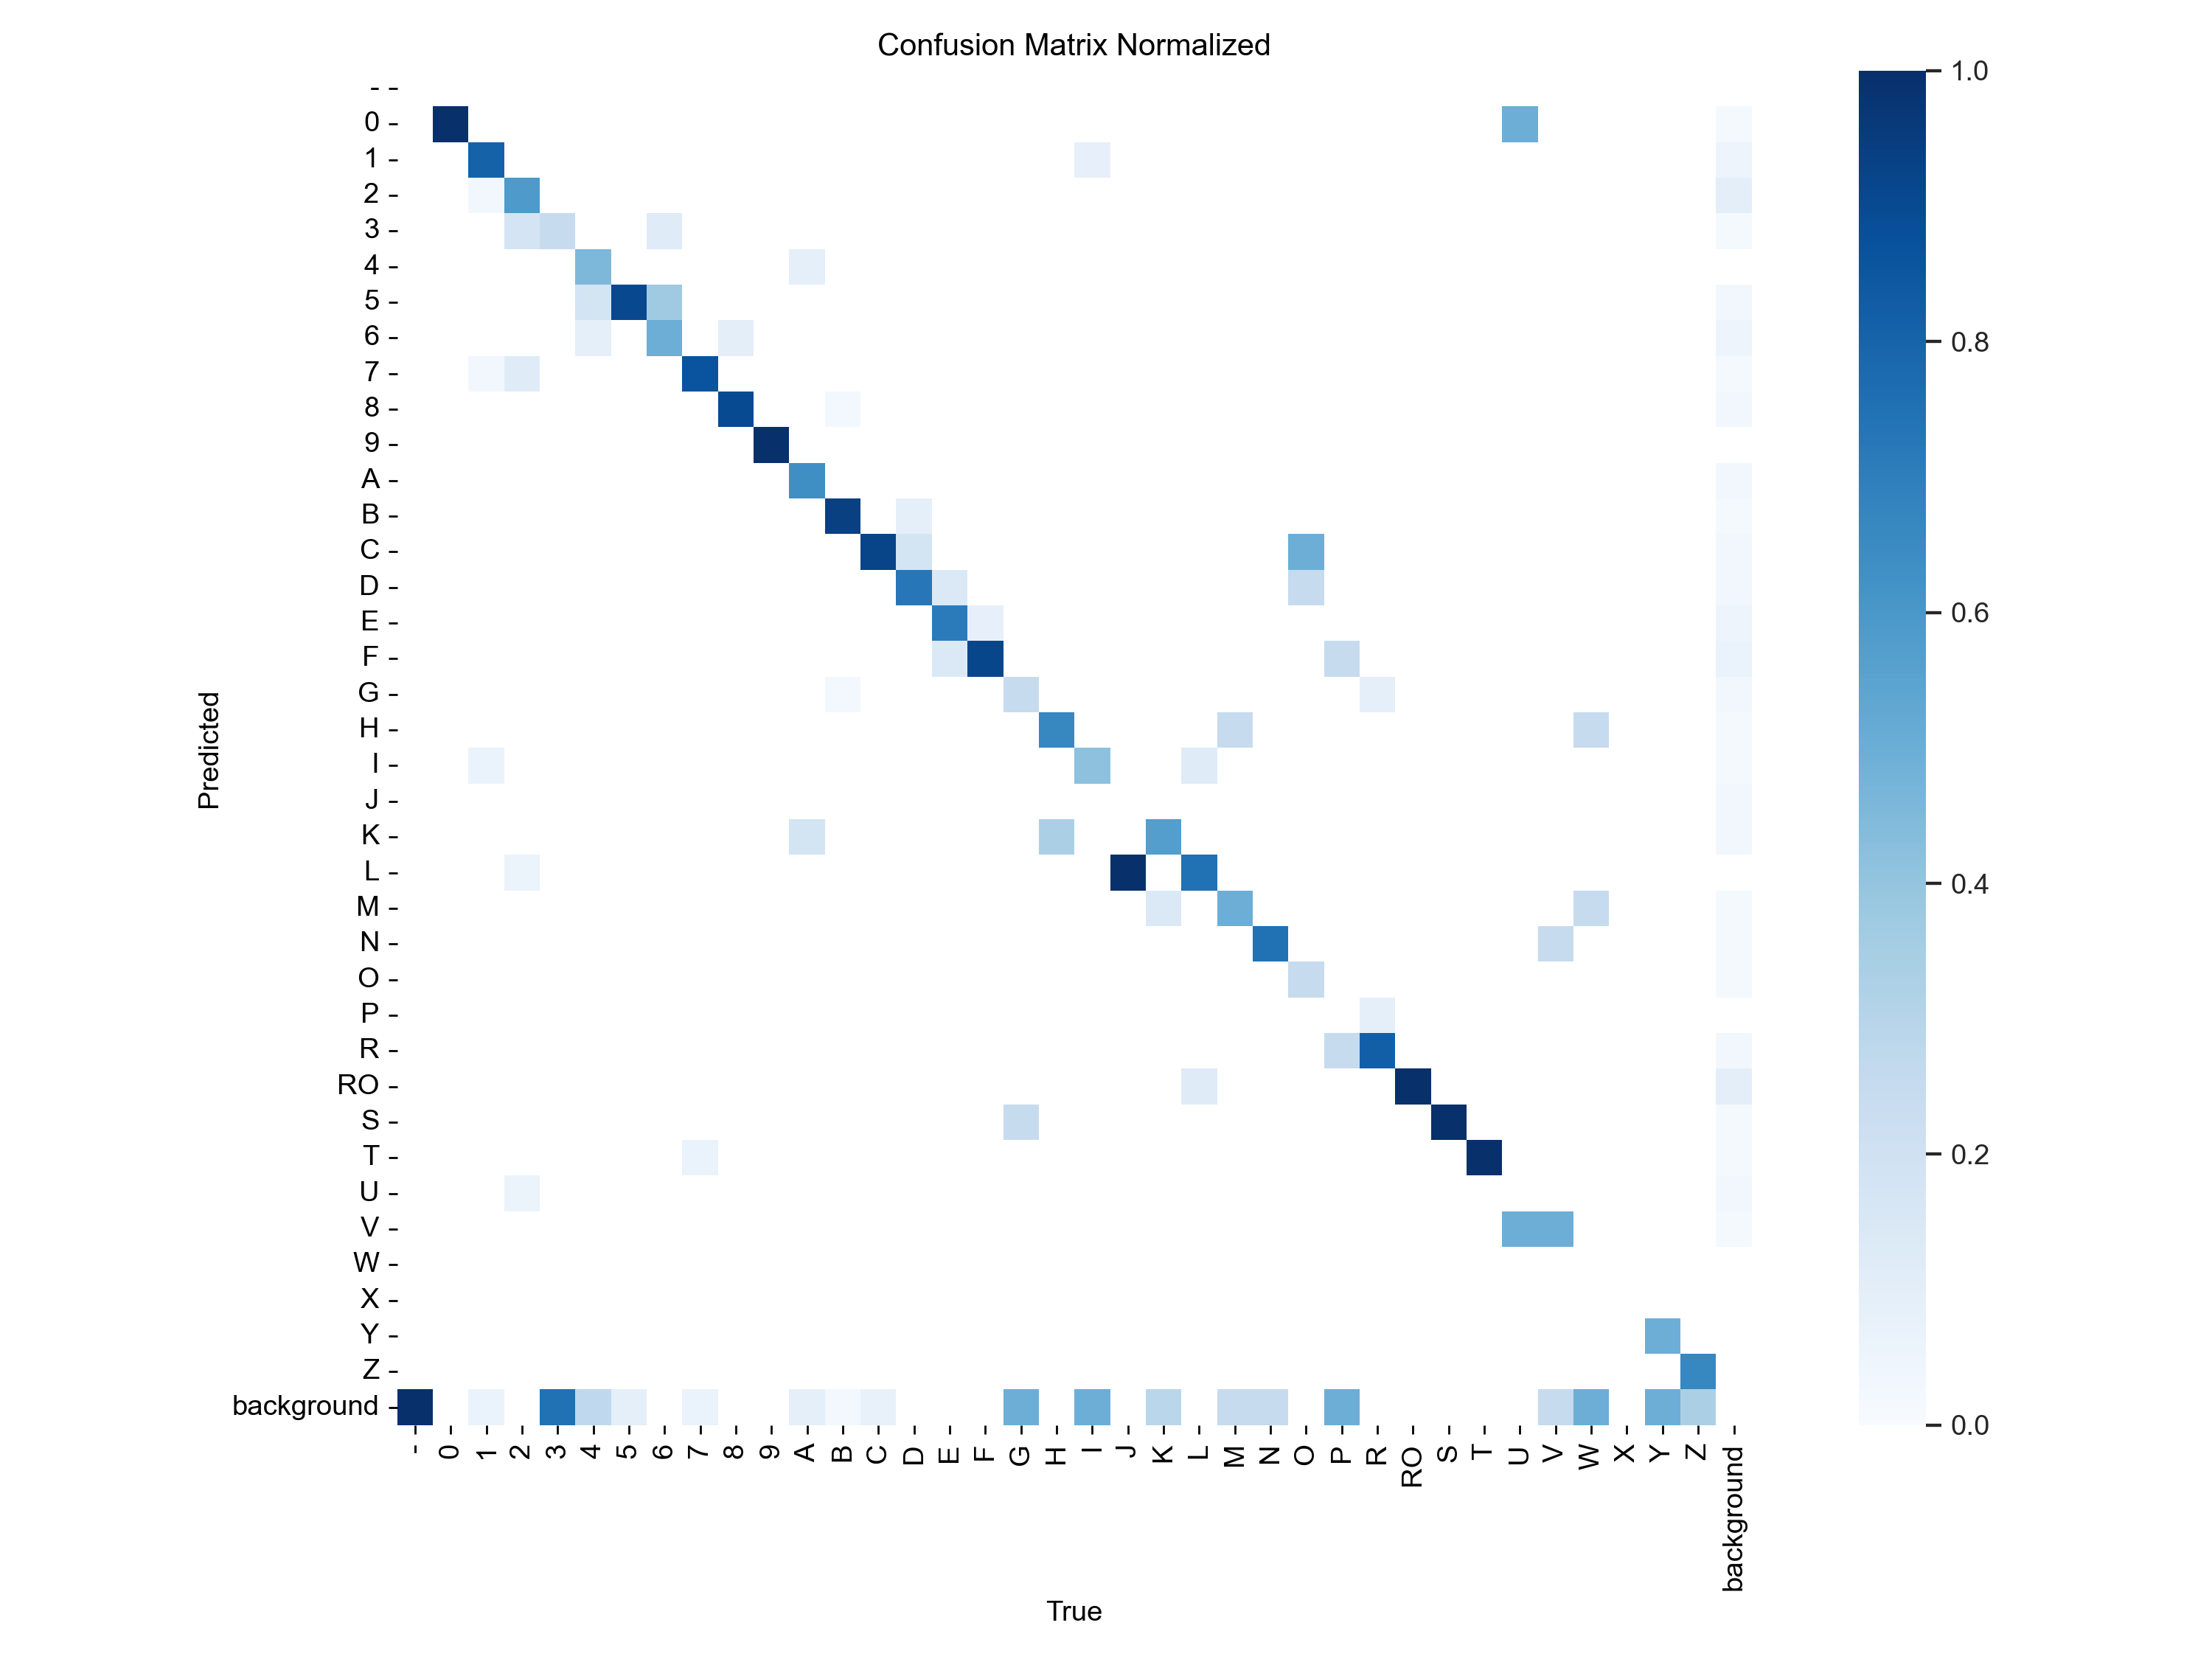 Confusion Matrix Normalized
-
0
1
2
3
4
5
6
7
8
9
A
B
C
D
E
F
G
H
I
J
K
L
M
N
O
P
R
RO
S
T
U
V
W
X
Y
Z
background
Predicted
- 0 1 2 3 4 5 6 7 8 9 A B C D E F G H I J K L M N O P R RO S T U V W X Y Z background
True
1.0
0.8
0.6
0.4
0.2
0.0